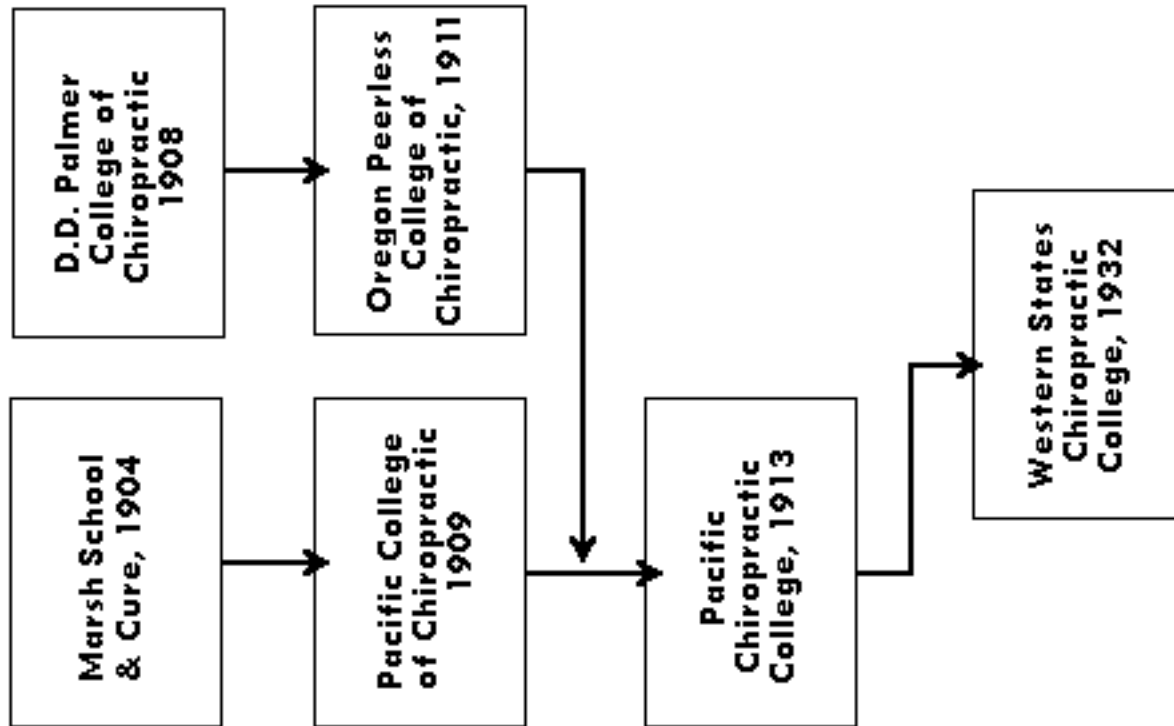 D.D. Palmer
College of
Chiropractic
1908
Oregon Peerless
College of
Chiropractic, 1911
Marsh School
& Cure, 1904
Pacific College
of Chiropractic
1909
Pacific
Chiropractic
College, 1913
Western States
Chiropractic
College, 1932